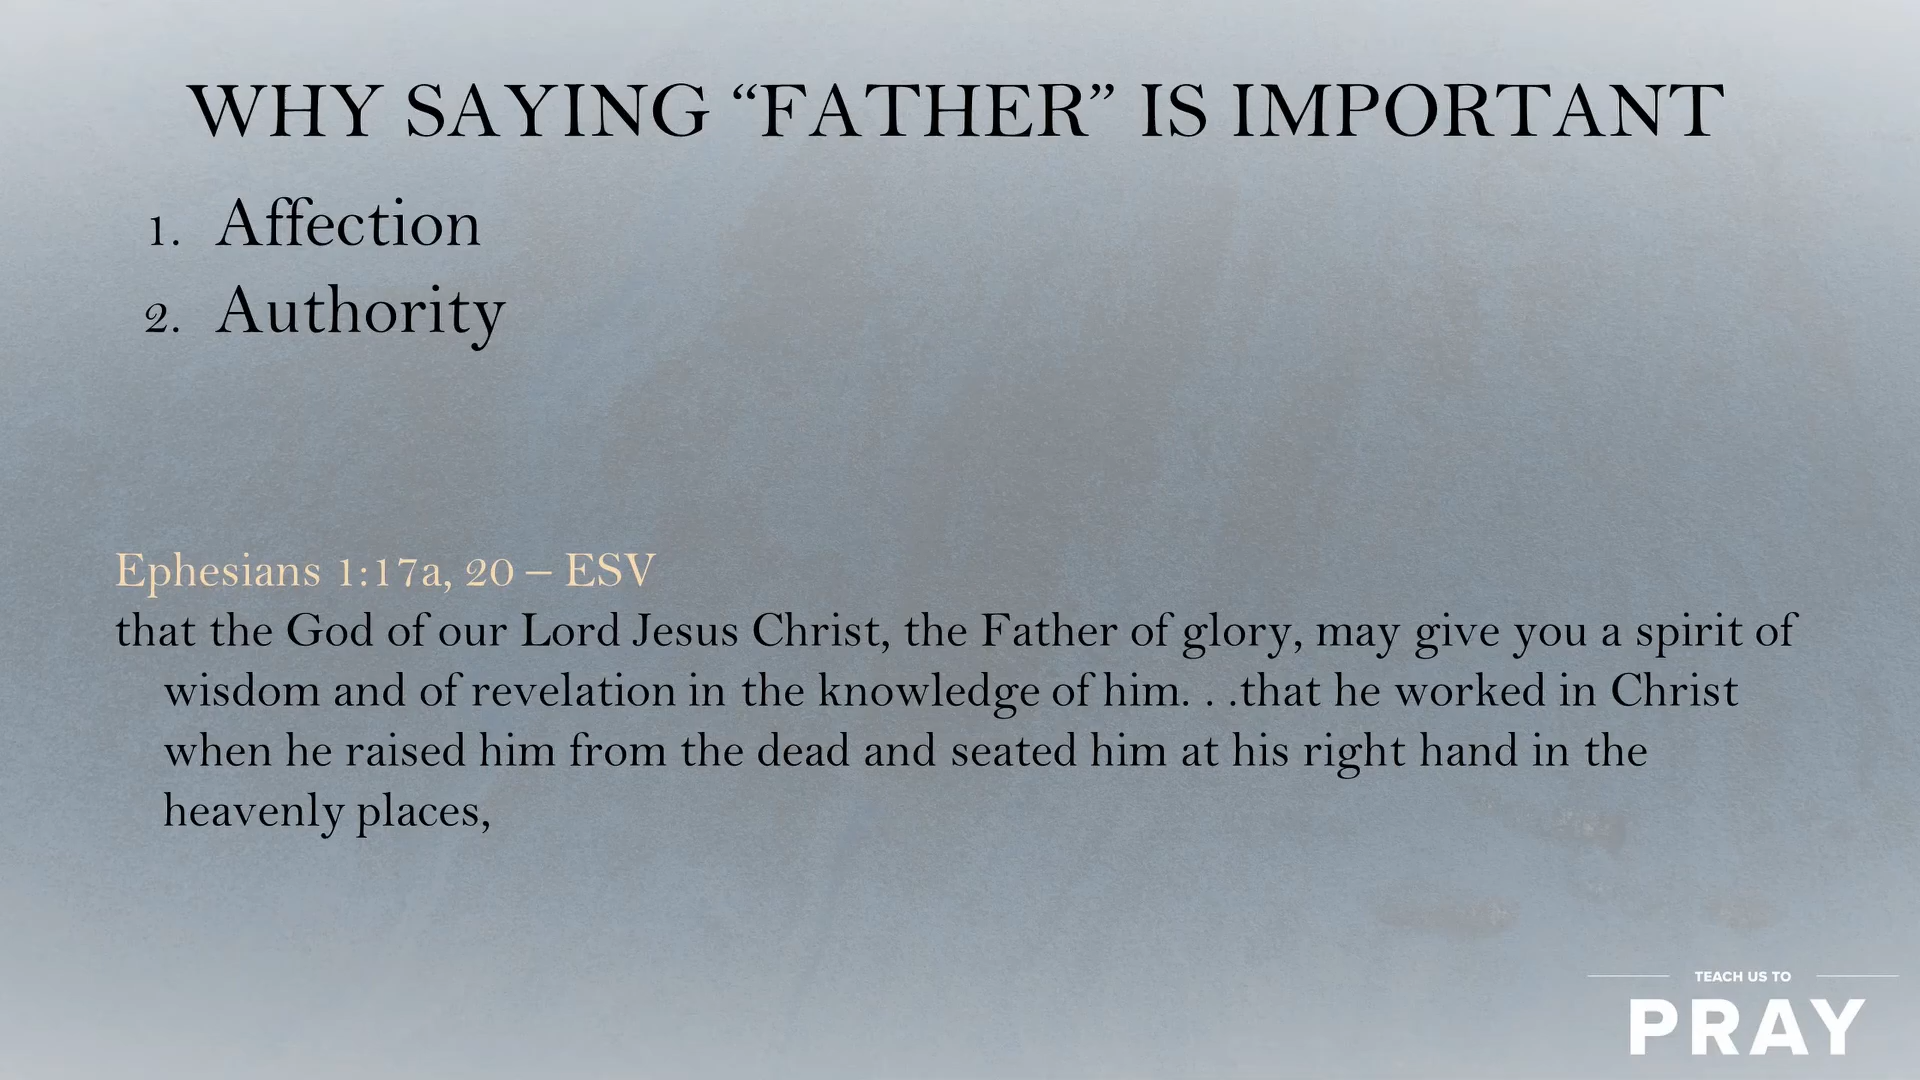 WHY SAYING “FATHER” IS IMPORTANT
1. Affection
2. Authority
Ephesians 1:17a, 20 – ESV
that the God of our Lord Jesus Christ, the Father of glory, may give you a spirit of
wisdom and of revelation in the knowledge of him. . .that he worked in Christ
when he raised him from the dead and seated him at his right hand in the
heavenly places,
TEACH US TO
PRAY